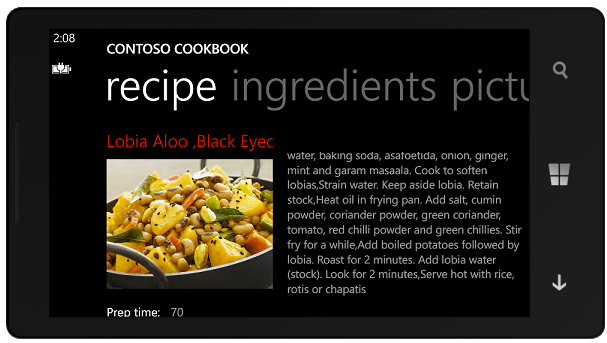 2:08
CONTOSO COOKBOOK
recipe ingredients pictu
Lobia Aloo ,Black Eyec
water, baking soda, asafoetida, onion, ginger,
mint and garam masaala. Cook to soften
lobias,Strain water. Keep aside lobia. Retain
stock,Heat oil in frying pan. Add salt, cumin
powder, coriander powder, green coriander,
tomato, red chilli powder and green chillies. Stir
fry for a while,Add boiled potatoes followed by
lobia. Roast for 2 minutes. Add lobia water
(stock). Look for 2 minutes,Serve hot with rice,
rotis or chapatis
Prep time: 70